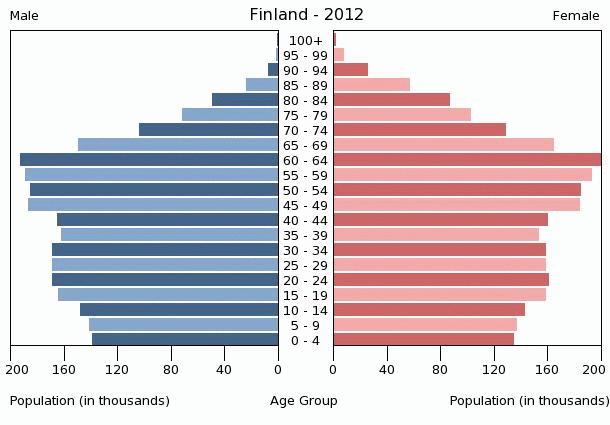 Male Finland - 2012 Female
100+
95 - 99
90 - 94
85 - 89
80 - 84
75 - 79
70 - 74
65 - 69
60 - 64
55 - 59
50 - 54
45 - 49
40 - 44
35 - 39
30 - 34
25 - 29
20 - 24
15 - 19
10 - 14
5 - 9
0 - 4
200 160 120 80 40 0 0 40 80 120 160 200
Population (in thousands) Age Group Population (in thousands)